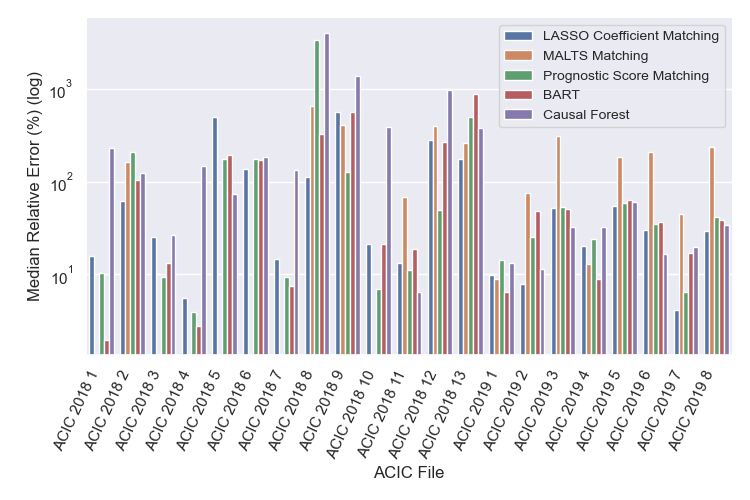 LASSO Coefficient Matching
MALTS Matching
Prognostic Score Matching
BART
Causal Forest
Median Relative Error (%) (log)
10³
10²
10¹
ACIC 2018 1
ACIC 2018 2
ACIC 2018 3
ACIC 2018 4
ACIC 2018 5
ACIC 2018 6
ACIC 2018 7
ACIC 2018 8
ACIC 2018 9
ACIC 2018 10
ACIC 2018 11
ACIC 2018 12
ACIC 2018 13
ACIC 2019 1
ACIC 2019 2
ACIC 2019 3
ACIC 2019 4
ACIC 2019 5
ACIC 2019 6
ACIC 2019 7
ACIC 2019 8
ACIC File